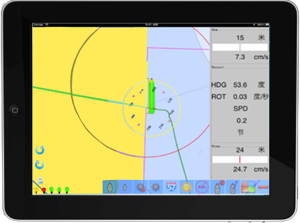 15 米
7.3 cm/s
HDG 53.6 度
ROT 0.03 度/秒
SPD
0.2
节
24 米
24.7 cm/s